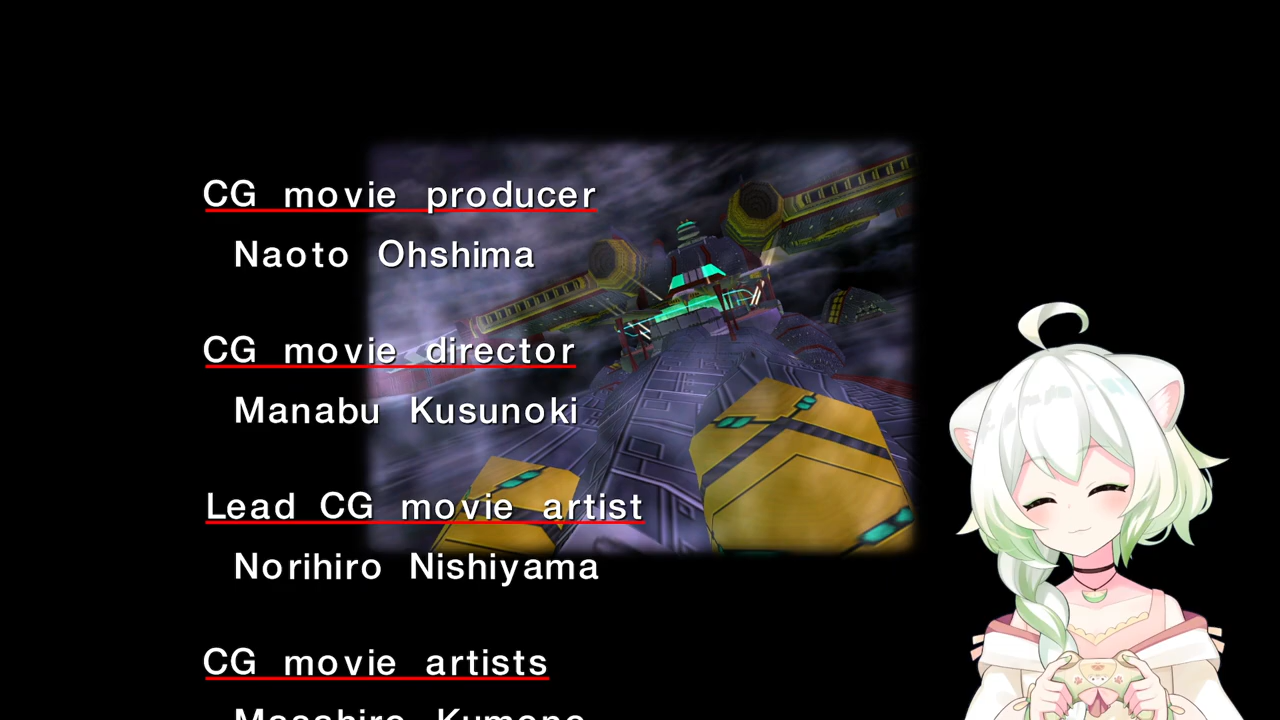 CG movie producer
Naoto Ohshima
CG movie director
Manabu Kusunoki
Lead CG movie artist
Norihiro Nishiyama
CG movie artists